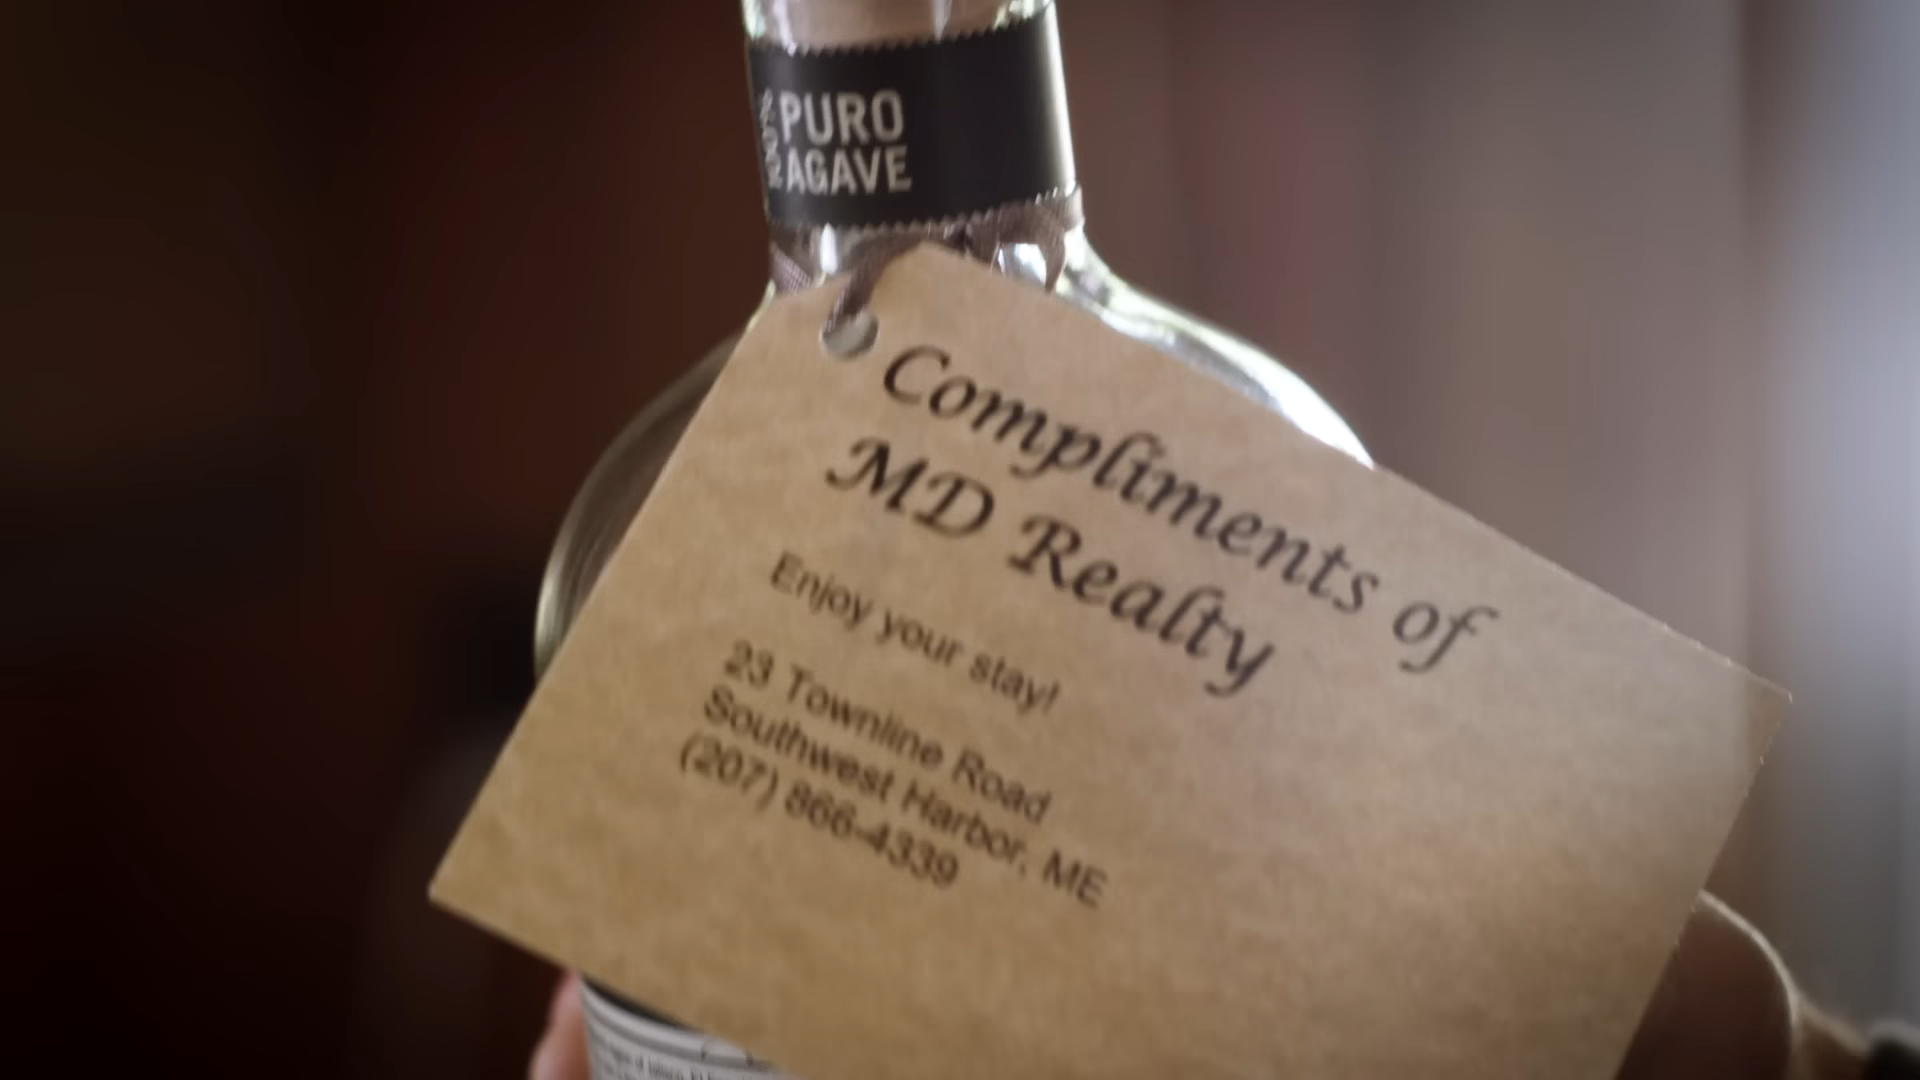 100% PURO
AGAVE
Compliments of
MD Realty
Enjoy your stay!
23 Townline Road
Southwest Harbor, ME
(207) 866-4339